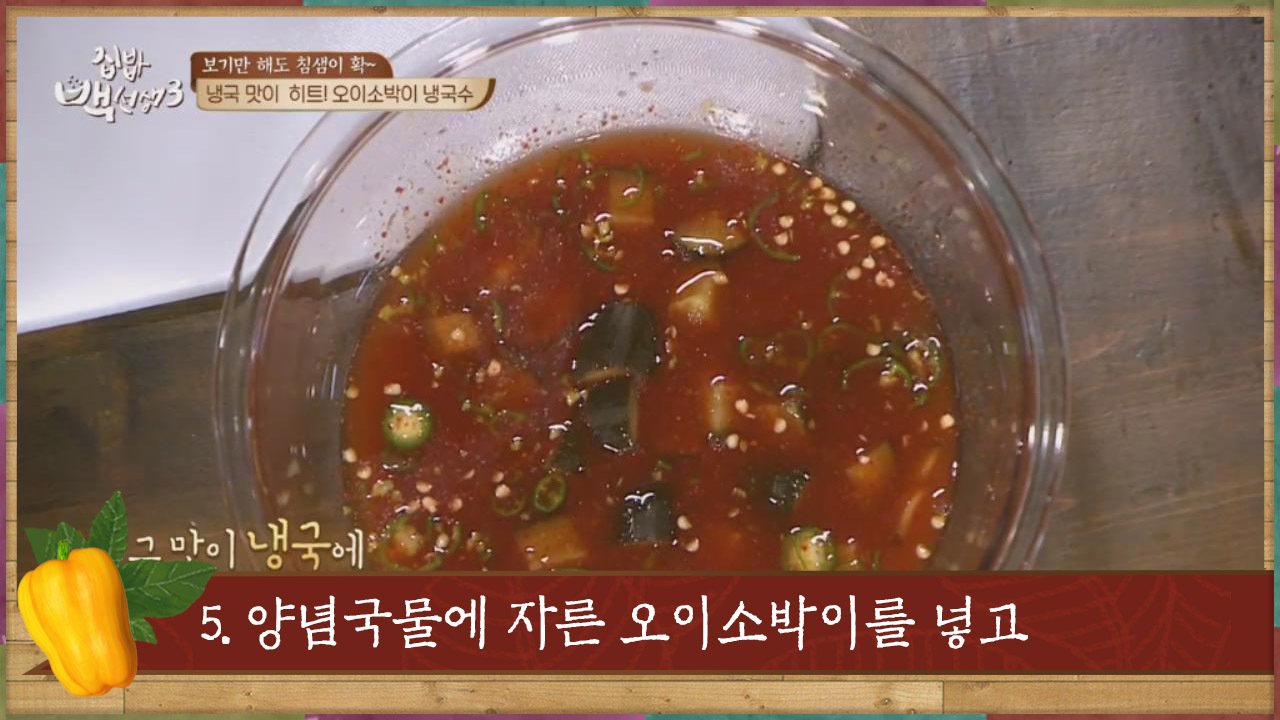 집밥
백선생3
보기만 해도 침샘이 확~
냉국 맛이 히트! 오이소박이 냉국수
그 맛이 냉국에
5. 양념국물에 자른 오이소박이를 넣고